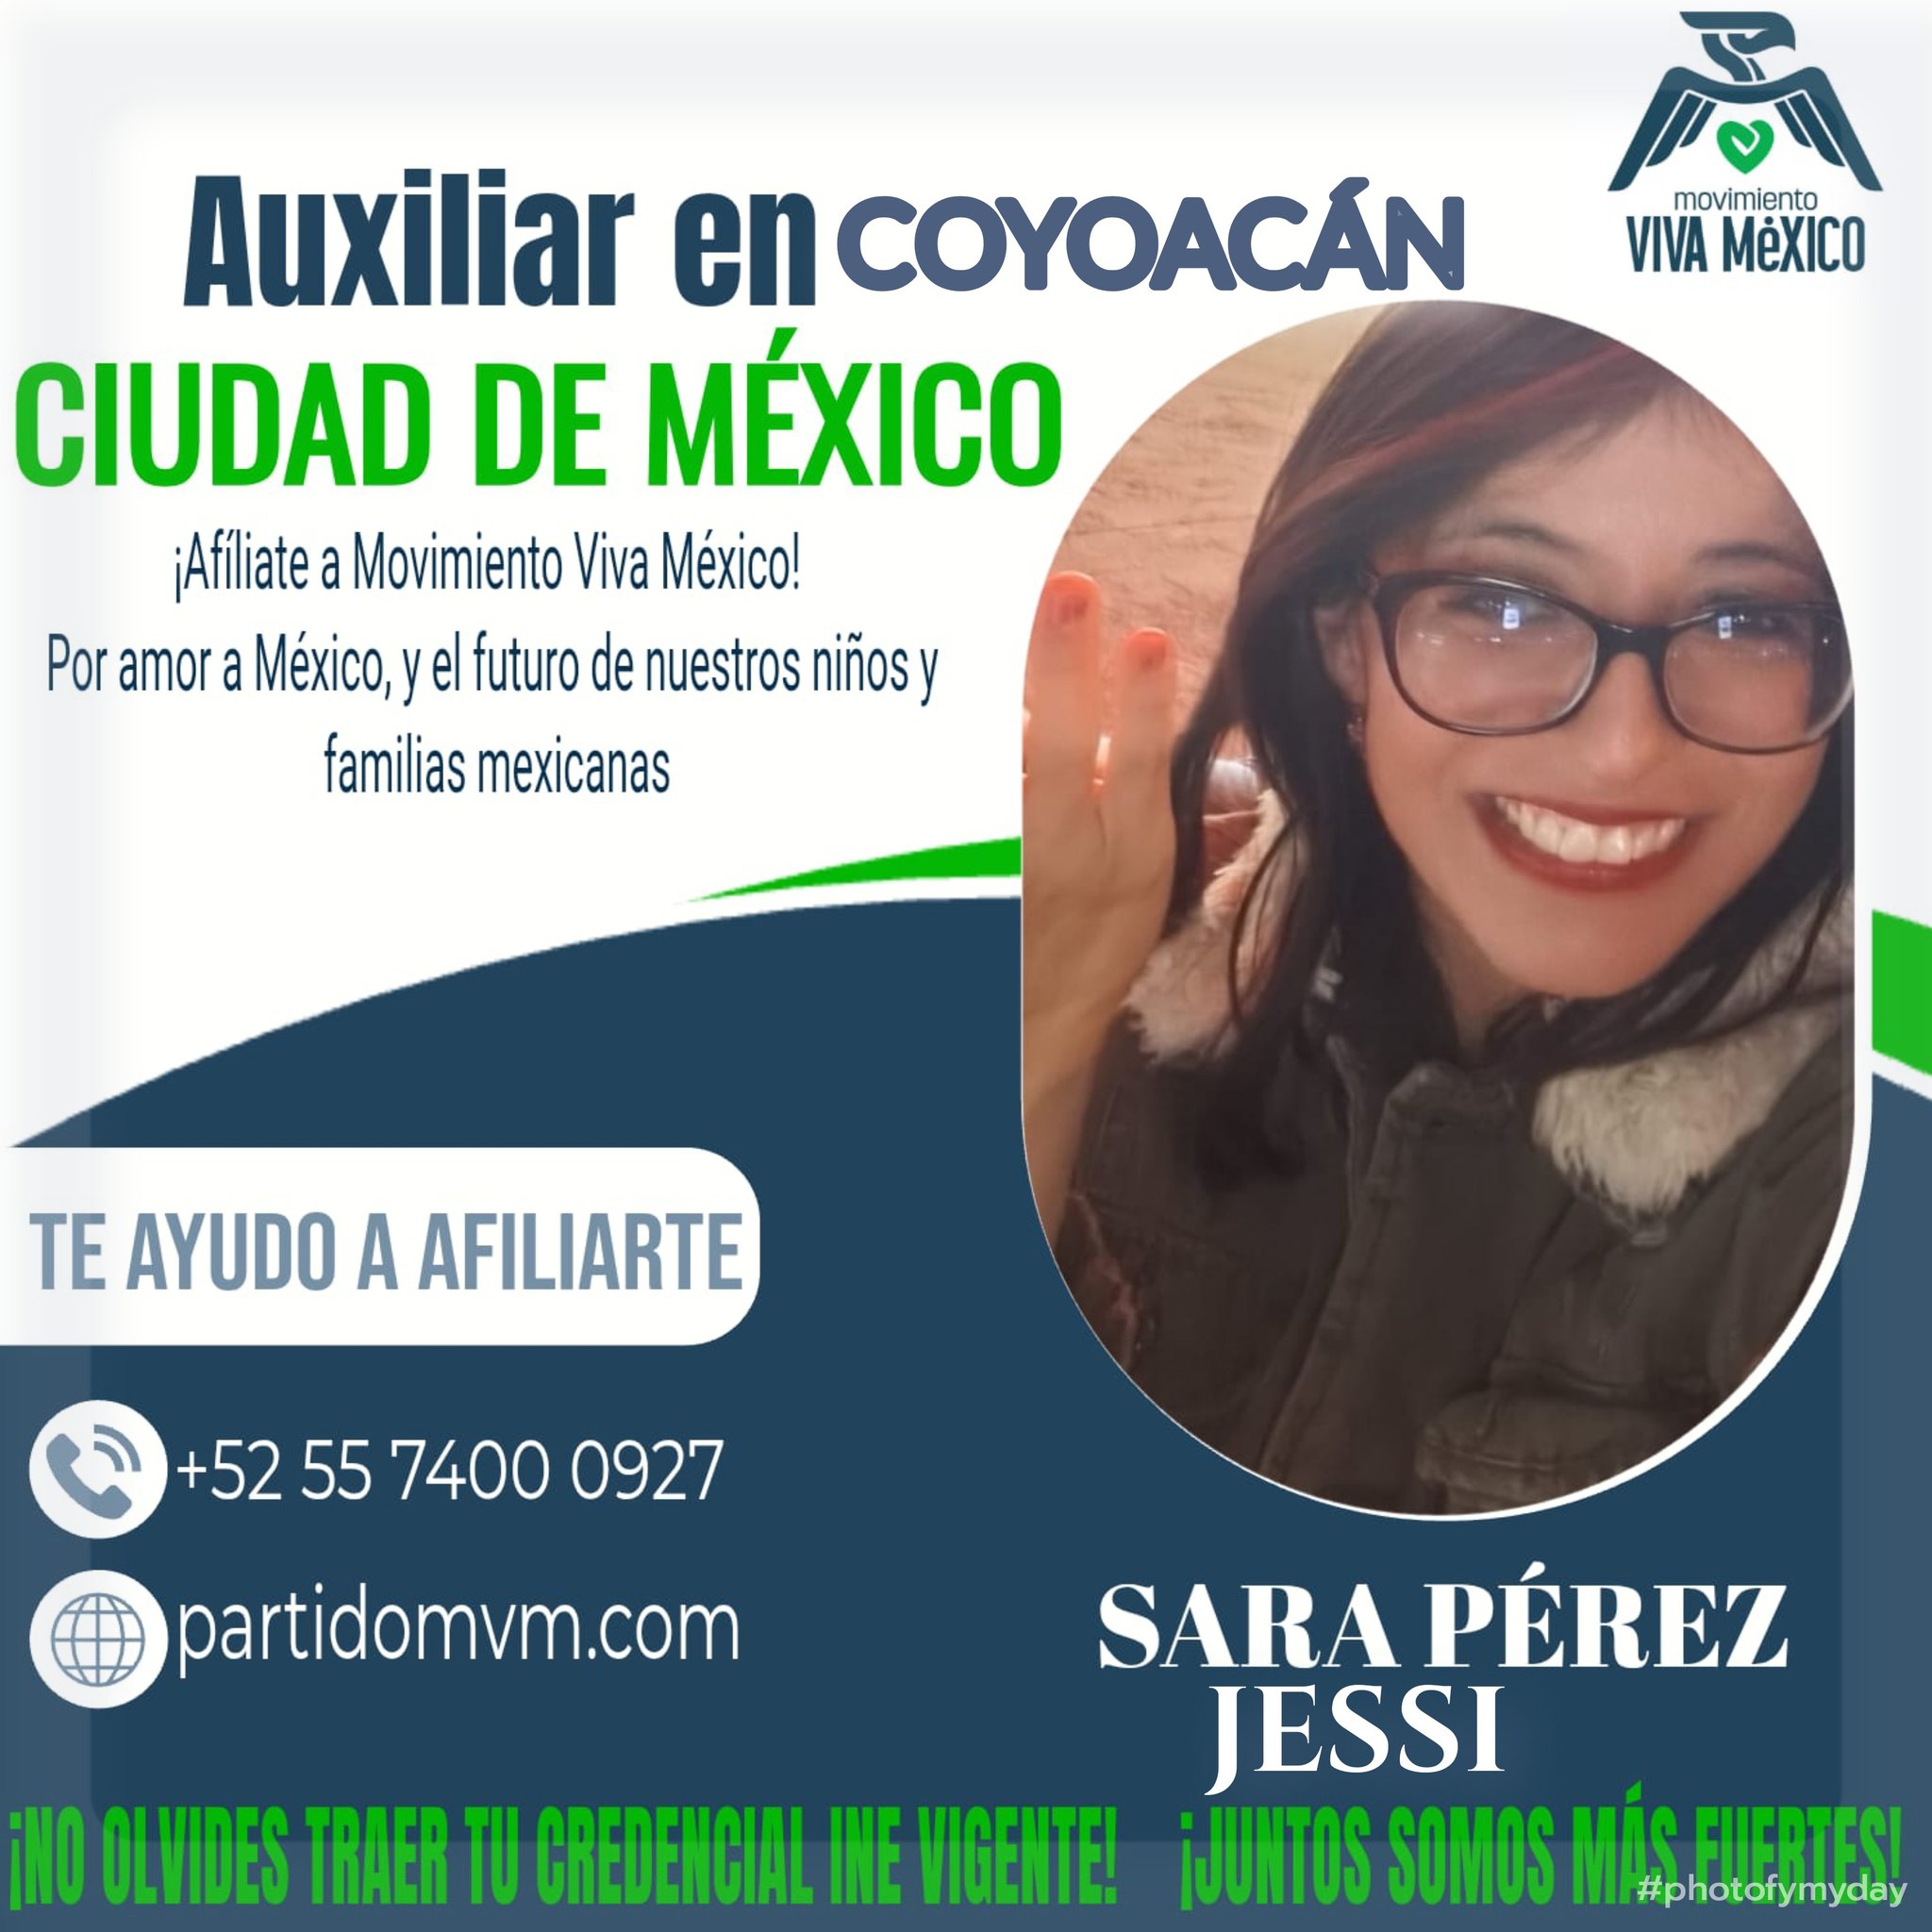 movimiento
VIVA MéXICO
Auxiliar en COYOACÁN
CIUDAD DE MÉXICO
¡Afíliate a Movimiento Viva México!
Por amor a México, y el futuro de nuestros niños y
familias mexicanas
TE AYUDO A AFILIARTE
+52 55 7400 0927
partidomvm.com
SARA PÉREZ
JESSI
¡NO OLVIDES TRAER TU CREDENCIAL INE VIGENTE! ¡JUNTOS SOMOS MÁS FUERTES!
#photofymyday